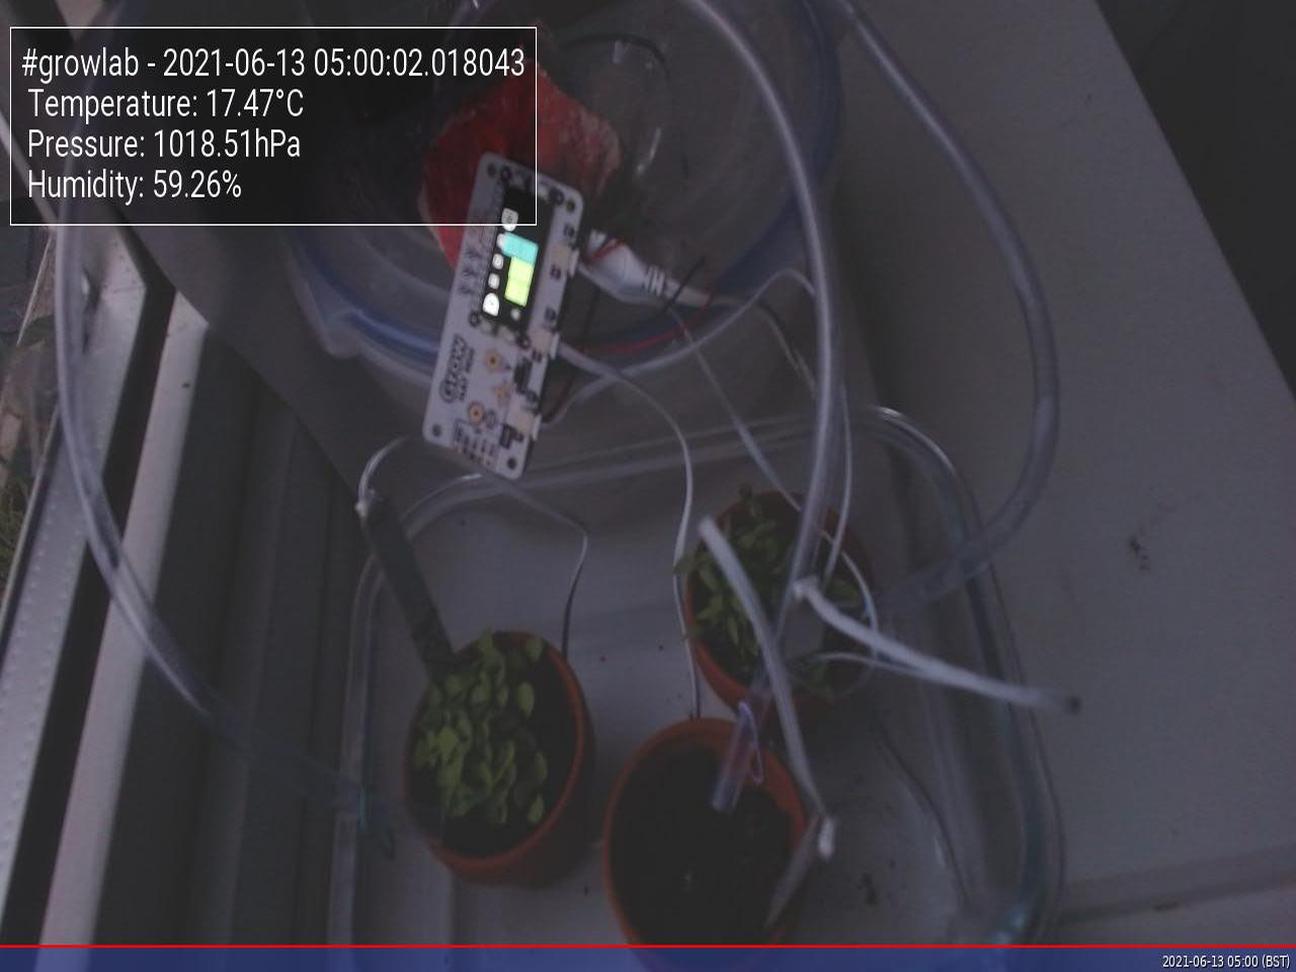 #growlab - 2021-06-13 05:00:02.018043
Temperature: 17.47°C
Pressure: 1018.51hPa
Humidity: 59.26%
GROW
2021-06-13 05:00 (BST)